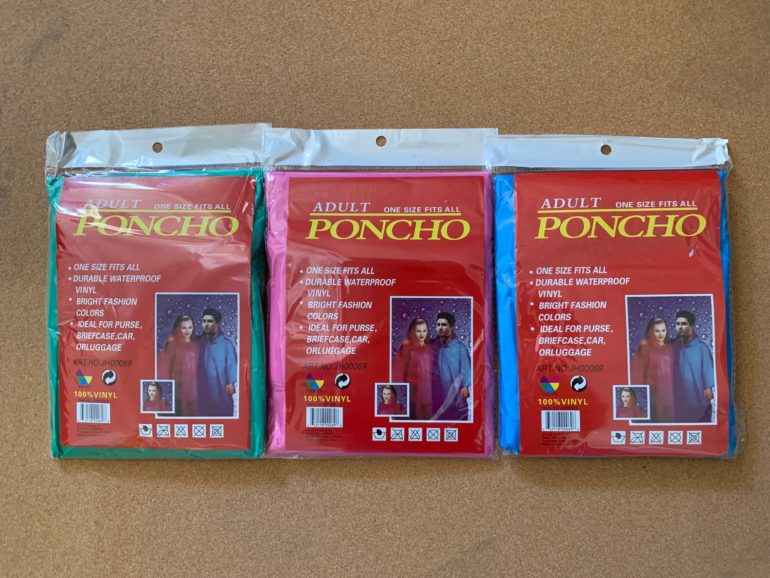 ADULT ONE SIZE FITS ALL
PONCHO
• ONE SIZE FITS ALL
• DURABLE WATERPROOF
VINYL
• BRIGHT FASHION
COLORS
• IDEAL FOR PURSE,
BRIEFCASE,CAR,
ORLUGGAGE
ART.NO.JH00069
100%VINYL
ADULT ONE SIZE FITS ALL
PONCHO
• ONE SIZE FITS ALL
• DURABLE WATERPROOF
VINYL
• BRIGHT FASHION
COLORS
• IDEAL FOR PURSE,
BRIEFCASE,CAR,
ORLUGGAGE
ART.NO.JH00069
100%VINYL
ADULT ONE SIZE FITS ALL
PONCHO
• ONE SIZE FITS ALL
• DURABLE WATERPROOF
VINYL
• BRIGHT FASHION
COLORS
• IDEAL FOR PURSE,
BRIEFCASE,CAR,
ORLUGGAGE
ART.NO.JH00069
100%VINYL